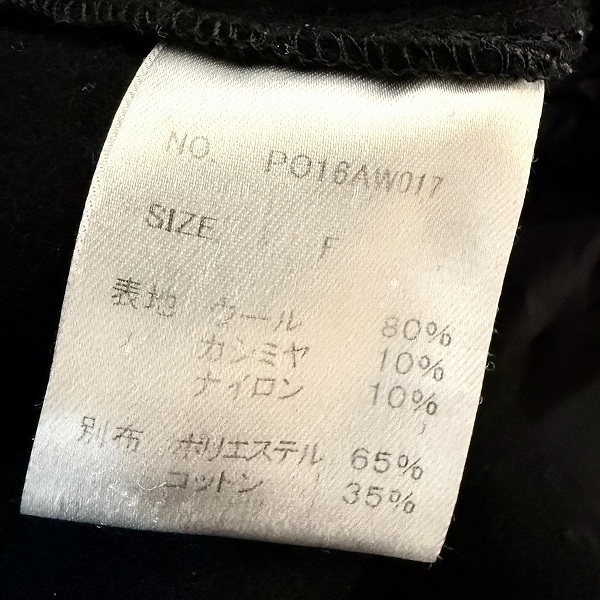 NO. PO16AW017
SIZE F
表地 ウール 80%
カシミヤ 10%
ナイロン 10%
別布 ポリエステル 65%
コットン 35%